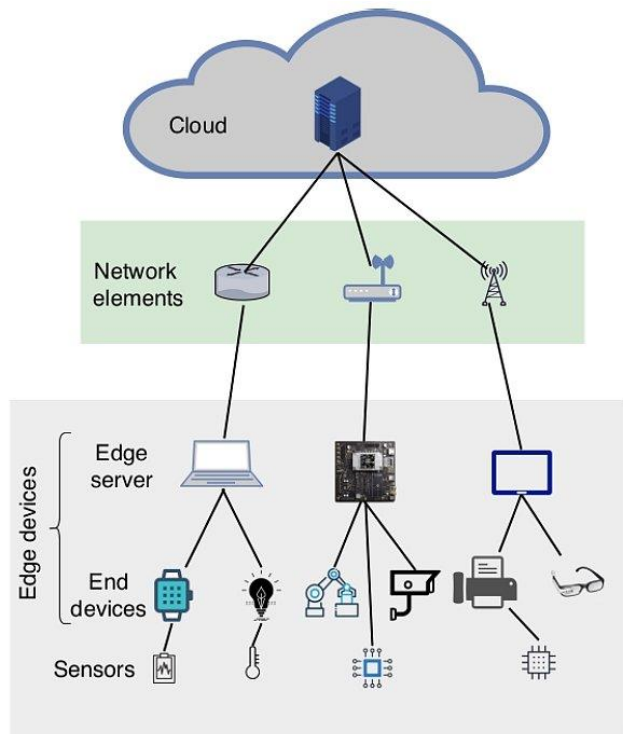 Cloud
Network
elements
Edge devices
Edge
server
End
devices
Sensors